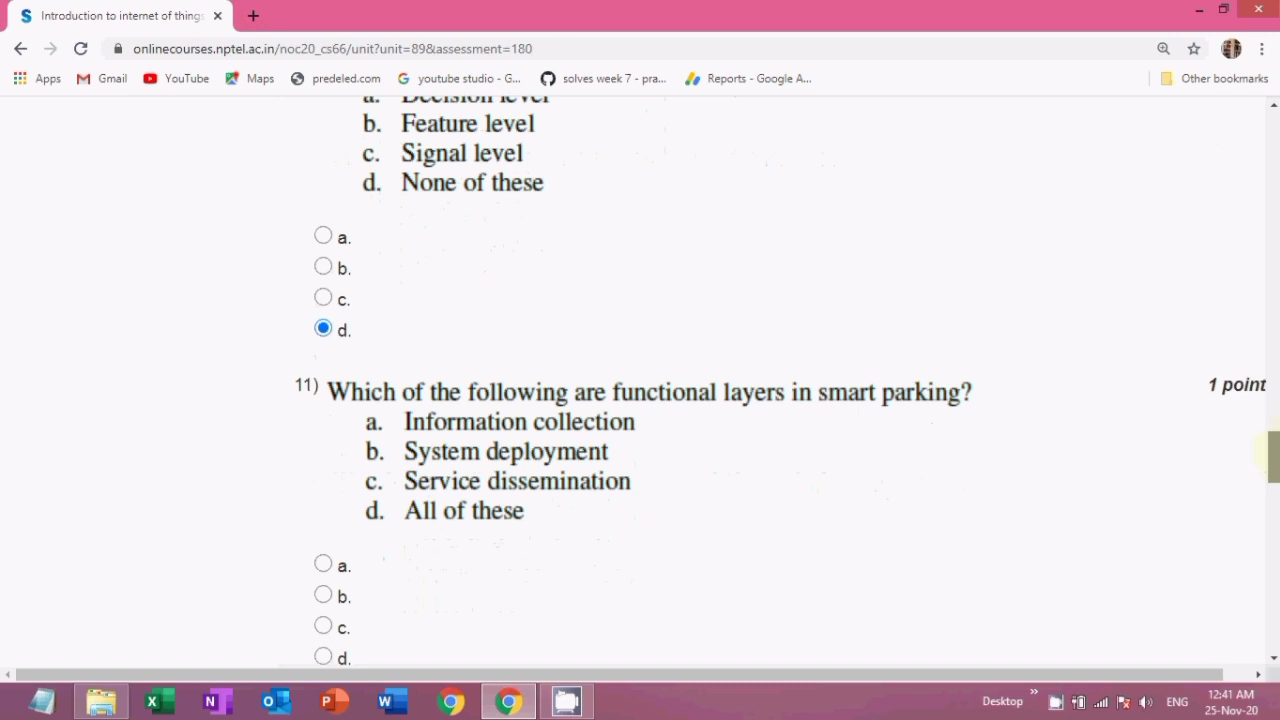 Introduction to internet of things
onlinecourses.nptel.ac.in/noc20_cs66/unit?unit=89&assessment=180
Apps Gmail YouTube Maps predeled.com youtube studio - G... solves week 7 - pra... Reports - Google A... Other bookmarks
a. Decision level
b. Feature level
c. Signal level
d. None of these
a.
b.
c.
d.
11) Which of the following are functional layers in smart parking? 1 point
a. Information collection
b. System deployment
c. Service dissemination
d. All of these
a.
b.
c.
d.
Desktop » ENG 12:41 AM
25-Nov-20